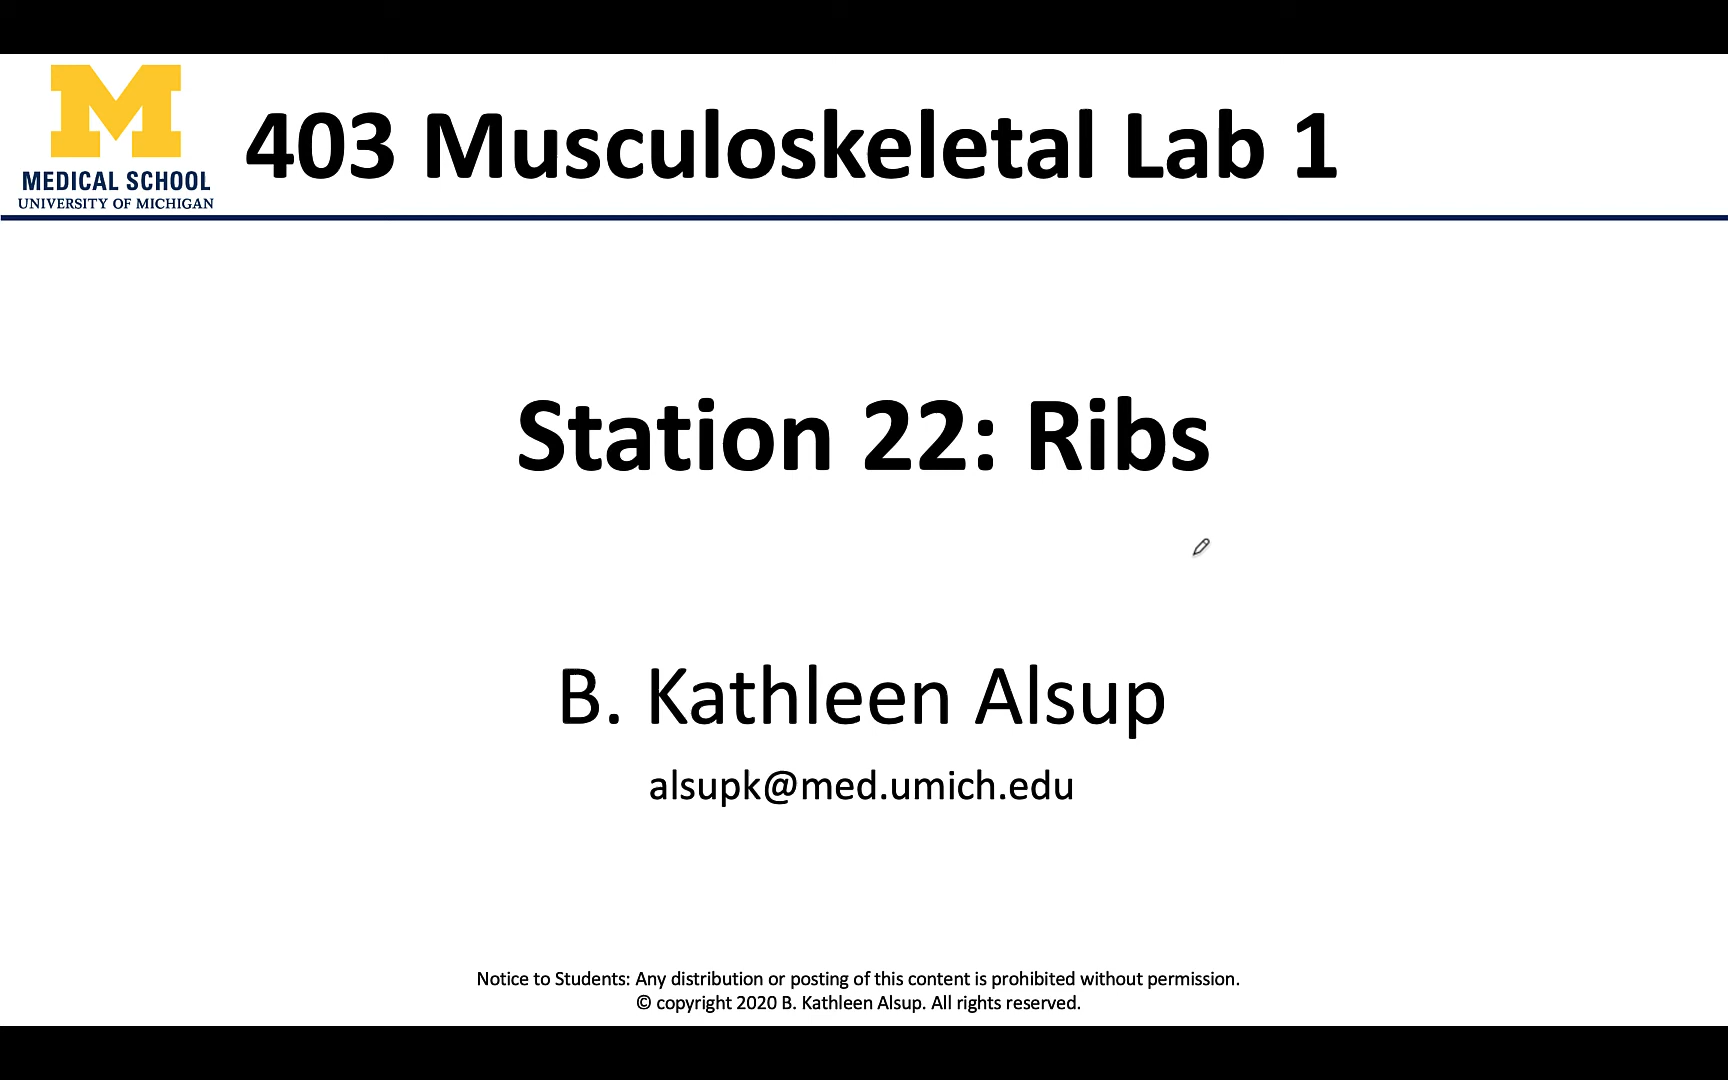 M
MEDICAL SCHOOL
UNIVERSITY OF MICHIGAN
403 Musculoskeletal Lab 1
Station 22: Ribs
B. Kathleen Alsup
alsupk@med.umich.edu
Notice to Students: Any distribution or posting of this content is prohibited without permission.
© copyright 2020 B. Kathleen Alsup. All rights reserved.